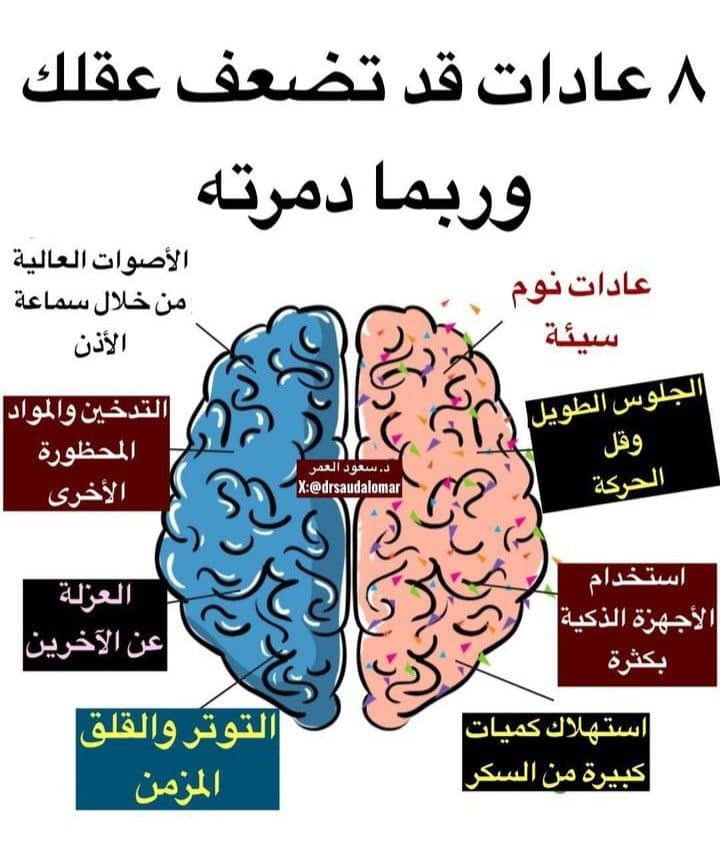 ٨ عادات قد تضعف عقلك
وربما دمرته
عادات نوم
سيئة
الأصوات العالية
من خلال سماعة
الأذن
الجلوس الطويل
وقل
الحركة
التدخين والمواد
المحظورة
الأخرى
د. سعود العمر
X:@drsaudalomar
استخدام
الأجهزة الذكية
بكثرة
العزلة
عن الآخرين
استهلاك كميات
كبيرة من السكر
التوتر والقلق
المزمن